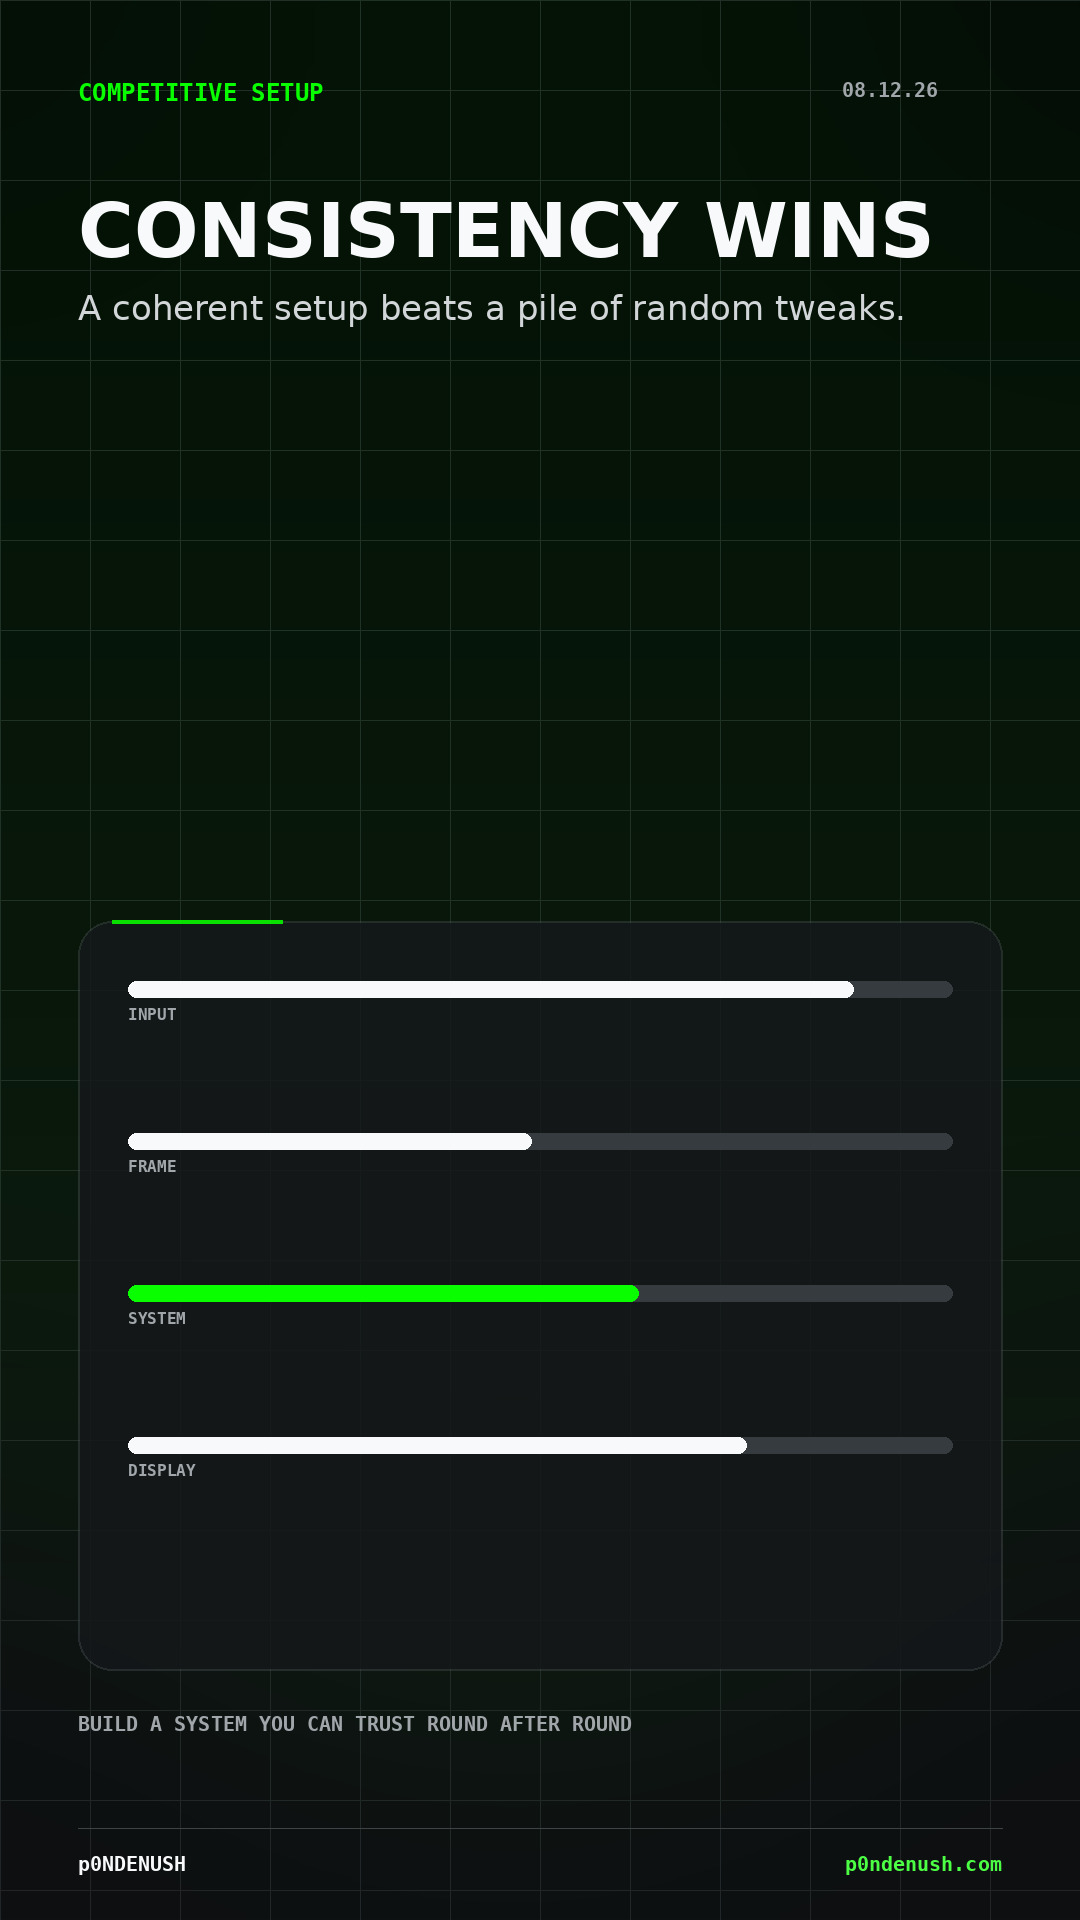 COMPETITIVE SETUP
08.12.26
CONSISTENCY WINS
A coherent setup beats a pile of random tweaks.
INPUT
FRAME
SYSTEM
DISPLAY
BUILD A SYSTEM YOU CAN TRUST ROUND AFTER ROUND
p0NDENUSH
p0ndenush.com